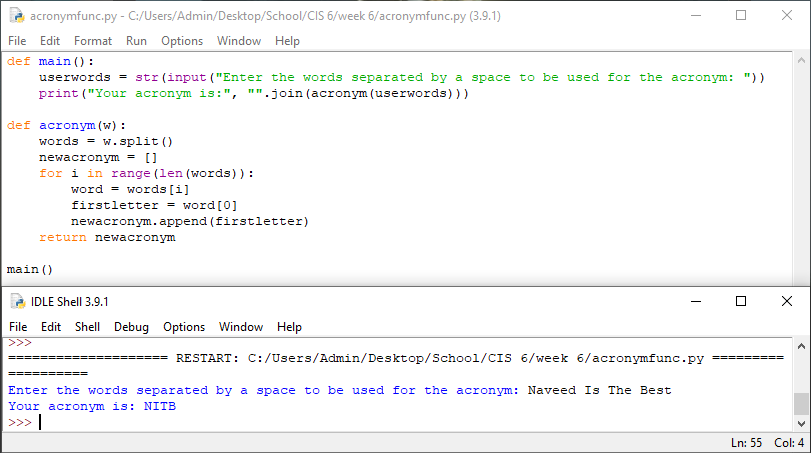 acronymfunc.py - C:/Users/Admin/Desktop/School/CIS 6/week 6/acronymfunc.py (3.9.1)
File Edit Format Run Options Window Help
def main():
    userwords = str(input("Enter the words separated by a space to be used for the acronym: "))
    print("Your acronym is:", "".join(acronym(userwords)))

def acronym(w):
    words = w.split()
    newacronym = []
    for i in range(len(words)):
        word = words[i]
        firstletter = word[0]
        newacronym.append(firstletter)
    return newacronym

main()
IDLE Shell 3.9.1
File Edit Shell Debug Options Window Help
>>>
==================== RESTART: C:/Users/Admin/Desktop/School/CIS 6/week 6/acronymfunc.py =========
==========
Enter the words separated by a space to be used for the acronym: Naveed Is The Best
Your acronym is: NITB
>>>
Ln: 55 Col: 4